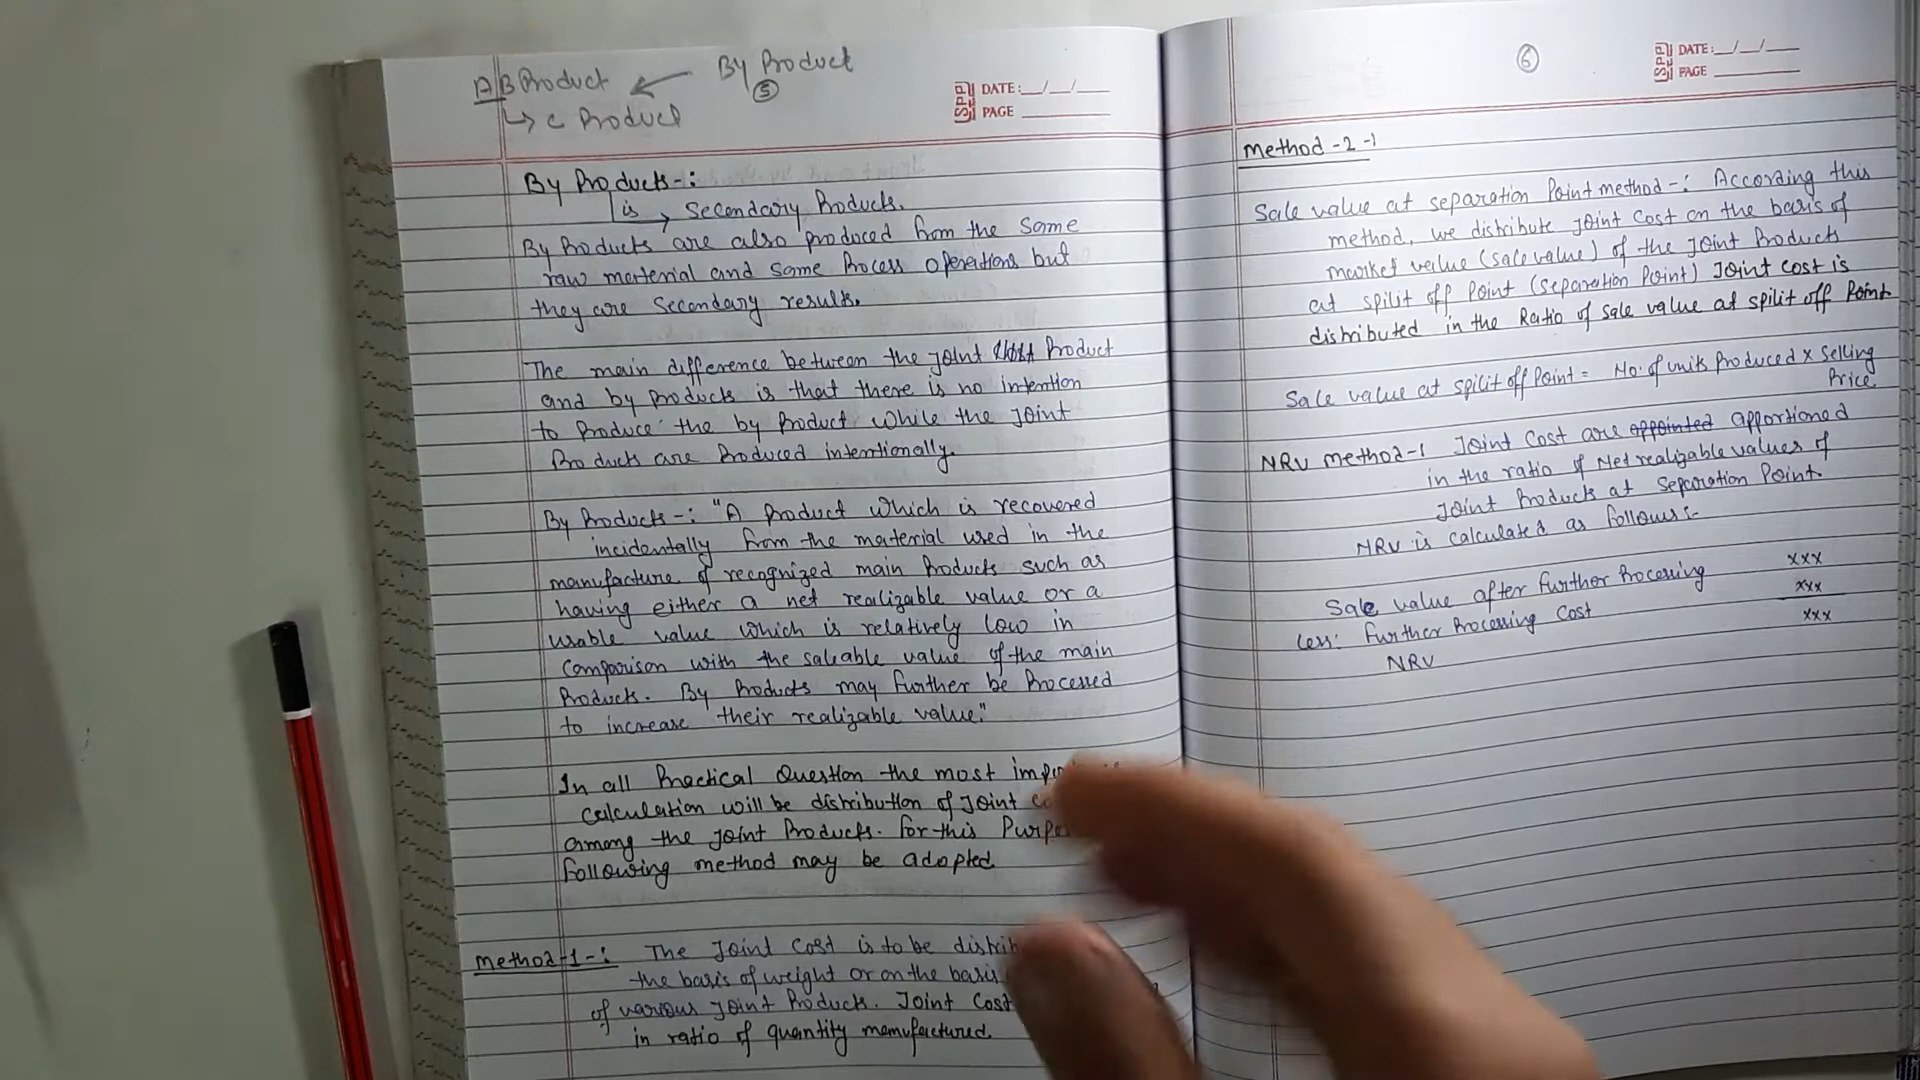 A B Product
By Product
↳ c Product
5
SPP
DATE:__/__/__
PAGE ________
By Products-:
is → Secondary Products.
By Products are also produced from the same
raw material and same Process operations but
they are Secondary results.
The main difference between the Joint Product
and by products is that there is no intention
to Produce the by Product while the Joint
Products are Produced intentionally.
By Products-: "A Product which is recovered
incidentally from the material used in the
manufacture of recognized main Products such as
having either a net realizable value or a
usable value which is relatively low in
Comparison with the saleable value of the main
Products. By Products may further be Processed
to increase their realizable value."
In all Practical Question the most
calculation will be distribution of Joint
among the Joint Products. For this
following method may be adopted
Method-1-: The Joint Cost is to be
the basis of weight or on the basis
of various Joint Products. Joint Cost
in ratio of quantity manufactured.
6
SPP
DATE:__/__/__
PAGE ________
Method-2-1
Sale value at separation Point method-: According this
method, we distribute Joint Cost on the basis of
market value (sale value) of the Joint Products
at spilit off Point (separation Point) Joint Cost is
distributed in the Ratio of Sale value at spilit off Point.
Sale value at spilit off Point = No. of units Produced x Selling
Price
NRV method-1 Joint Cost are appointed apportioned
in the ratio of Net realizable values of
Joint Products at Separation Point.
NRV is calculated as follows:-
Sale value after Further Processing xxx
Less: Further Processing Cost xxx
NRV xxx